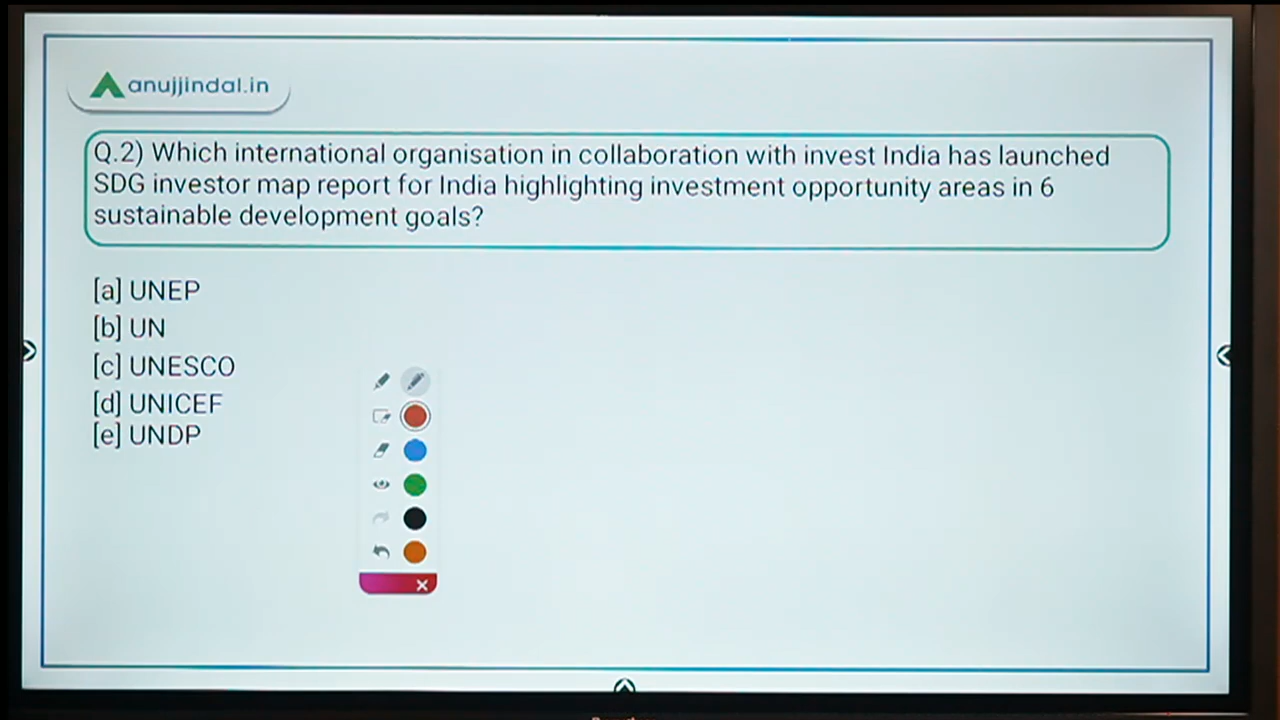 anujjindal.in
Q.2) Which international organisation in collaboration with invest India has launched
SDG investor map report for India highlighting investment opportunity areas in 6
sustainable development goals?
[a] UNEP
[b] UN
[c] UNESCO
[d] UNICEF
[e] UNDP